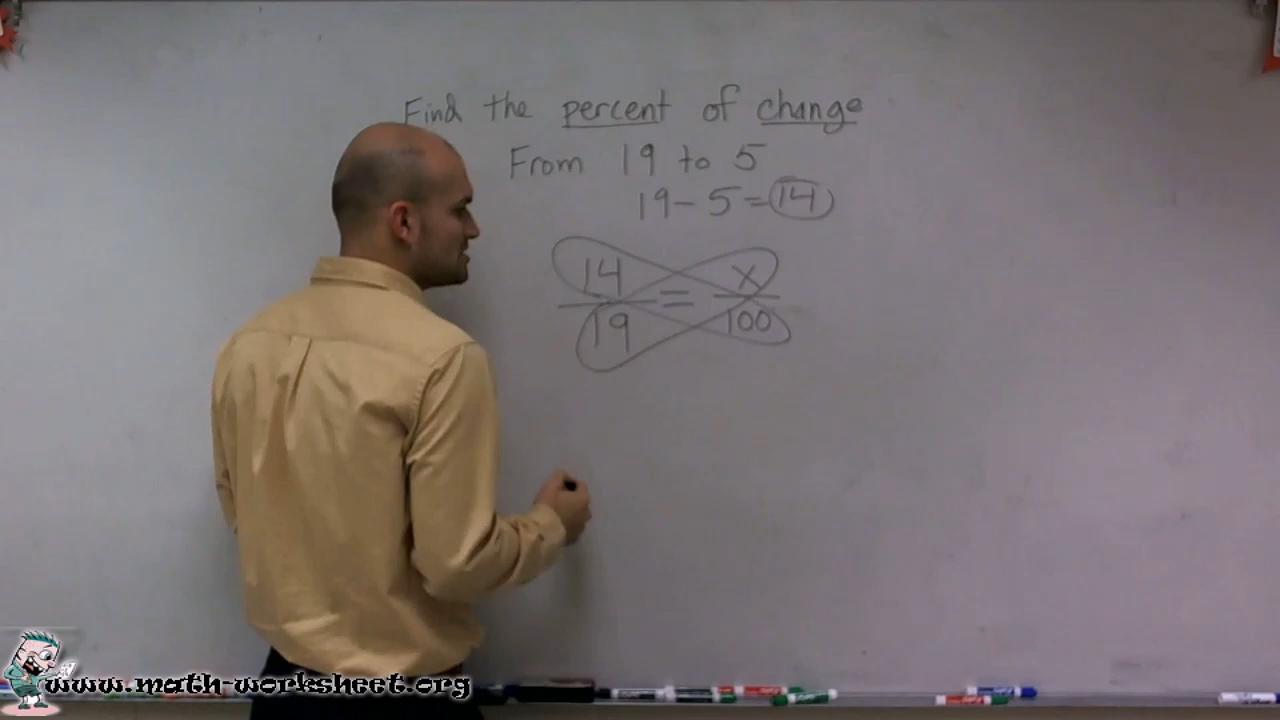 Find the percent of change
From 19 to 5
19 - 5 = 14
14 = x
19 100
www.math-worksheet.org